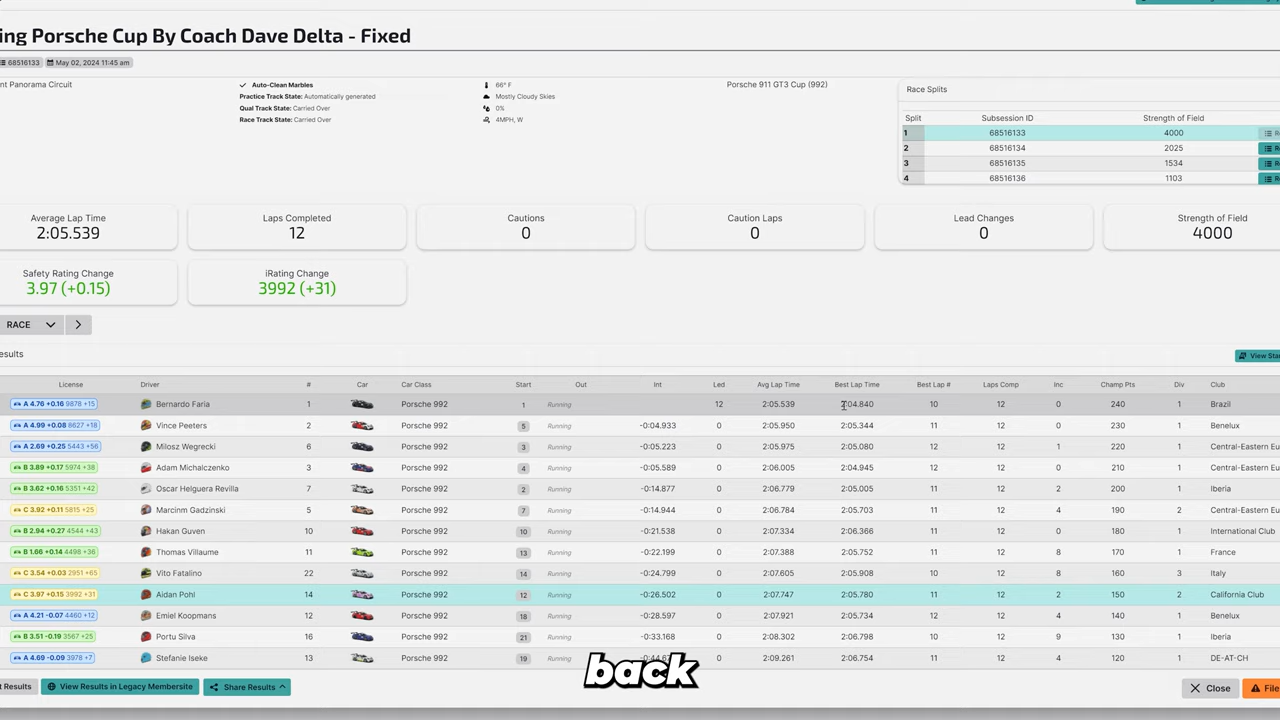 ing Porsche Cup By Coach Dave Delta - Fixed
68516133 May 02, 2024 11:45 am
nt Panorama Circuit
Auto-Clean Marbles
Practice Track State: Automatically generated
Qual Track State: Carried Over
Race Track State: Carried Over
66° F
Mostly Cloudy Skies
0%
4MPH, W
Porsche 911 GT3 Cup (992)
Race Splits
Split Subsession ID Strength of Field
1 68516133 4000
2 68516134 2025
3 68516135 1534
4 68516136 1103
Average Lap Time
2:05.539
Laps Completed
12
Cautions
0
Caution Laps
0
Lead Changes
0
Strength of Field
4000
Safety Rating Change
3.97 (+0.15)
iRating Change
3992 (+31)
RACE
esults
View Sta
License Driver # Car Car Class Start Out Int Led Avg Lap Time Best Lap Time Best Lap # Laps Comp Inc Champ Pts Div Club
A 4.76 +0.16 9878 +15 Bernardo Faria 1 Porsche 992 1 Running 12 2:05.539 2:04.840 10 12 0 240 1 Brazil
A 4.99 +0.08 8627 +18 Vince Peeters 2 Porsche 992 5 Running -0:04.933 0 2:05.950 2:05.344 11 12 0 230 1 Benelux
A 2.69 +0.25 5443 +56 Milosz Wegrecki 6 Porsche 992 3 Running -0:05.223 0 2:05.975 2:05.080 12 12 1 220 1 Central-Eastern Eu
B 3.89 +0.17 5974 +38 Adam Michalczenko 3 Porsche 992 4 Running -0:05.589 0 2:06.005 2:04.945 12 12 0 210 1 Central-Eastern Eu
B 3.62 +0.16 5351 +42 Oscar Helguera Revilla 7 Porsche 992 2 Running -0:14.877 0 2:06.779 2:05.005 11 12 2 200 1 Iberia
C 3.92 +0.11 5815 +25 Marcinm Gadzinski 5 Porsche 992 7 Running -0:14.944 0 2:06.784 2:05.703 11 12 4 190 2 Central-Eastern Eu
B 2.94 +0.27 4544 +43 Hakan Guven 10 Porsche 992 10 Running -0:21.538 0 2:07.334 2:06.366 11 12 0 180 1 International Club
B 1.66 +0.14 4498 +36 Thomas Villaume 11 Porsche 992 13 Running -0:22.199 0 2:07.388 2:05.752 11 12 8 170 1 France
C 3.54 +0.03 2951 +65 Vito Fatalino 22 Porsche 992 14 Running -0:24.799 0 2:07.605 2:05.908 10 12 8 160 3 Italy
C 3.97 +0.15 3992 +31 Aidan Pohl 14 Porsche 992 12 Running -0:26.502 0 2:07.747 2:05.780 11 12 2 150 2 California Club
A 4.21 -0.07 4460 +12 Emiel Koopmans 12 Porsche 992 18 Running -0:28.597 0 2:07.921 2:05.734 11 12 4 140 1 Benelux
B 3.51 -0.19 3567 +25 Portu Silva 16 Porsche 992 21 Running -0:33.168 0 2:08.302 2:06.798 10 12 9 130 1 Iberia
A 4.69 -0.09 3978 +7 Stefanie Iseke 13 Porsche 992 19 Running 0 2:09.261 2:06.754 11 12 4 120 1 DE-AT-CH
back
t Results View Results in Legacy Membersite Share Results Close File